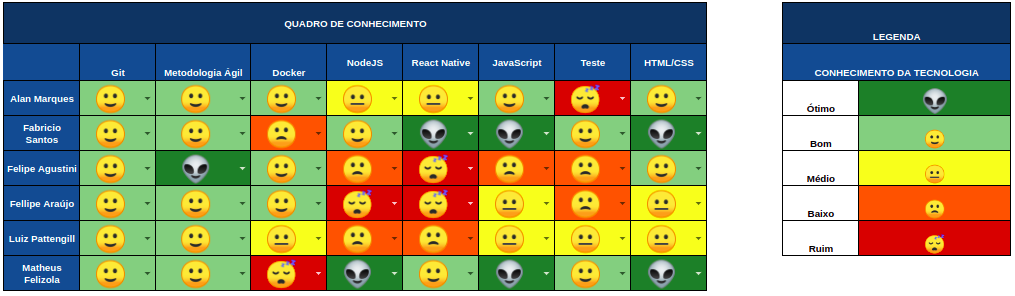 QUADRO DE CONHECIMENTO
Git Metodologia Ágil Docker NodeJS React Native JavaScript Teste HTML/CSS
Alan Marques
Fabricio
Santos
Felipe Agustini
Fellipe Araújo
Luiz Pattengill
Matheus
Felizola
LEGENDA
CONHECIMENTO DA TECNOLOGIA
Ótimo
Bom
Médio
Baixo
Ruim